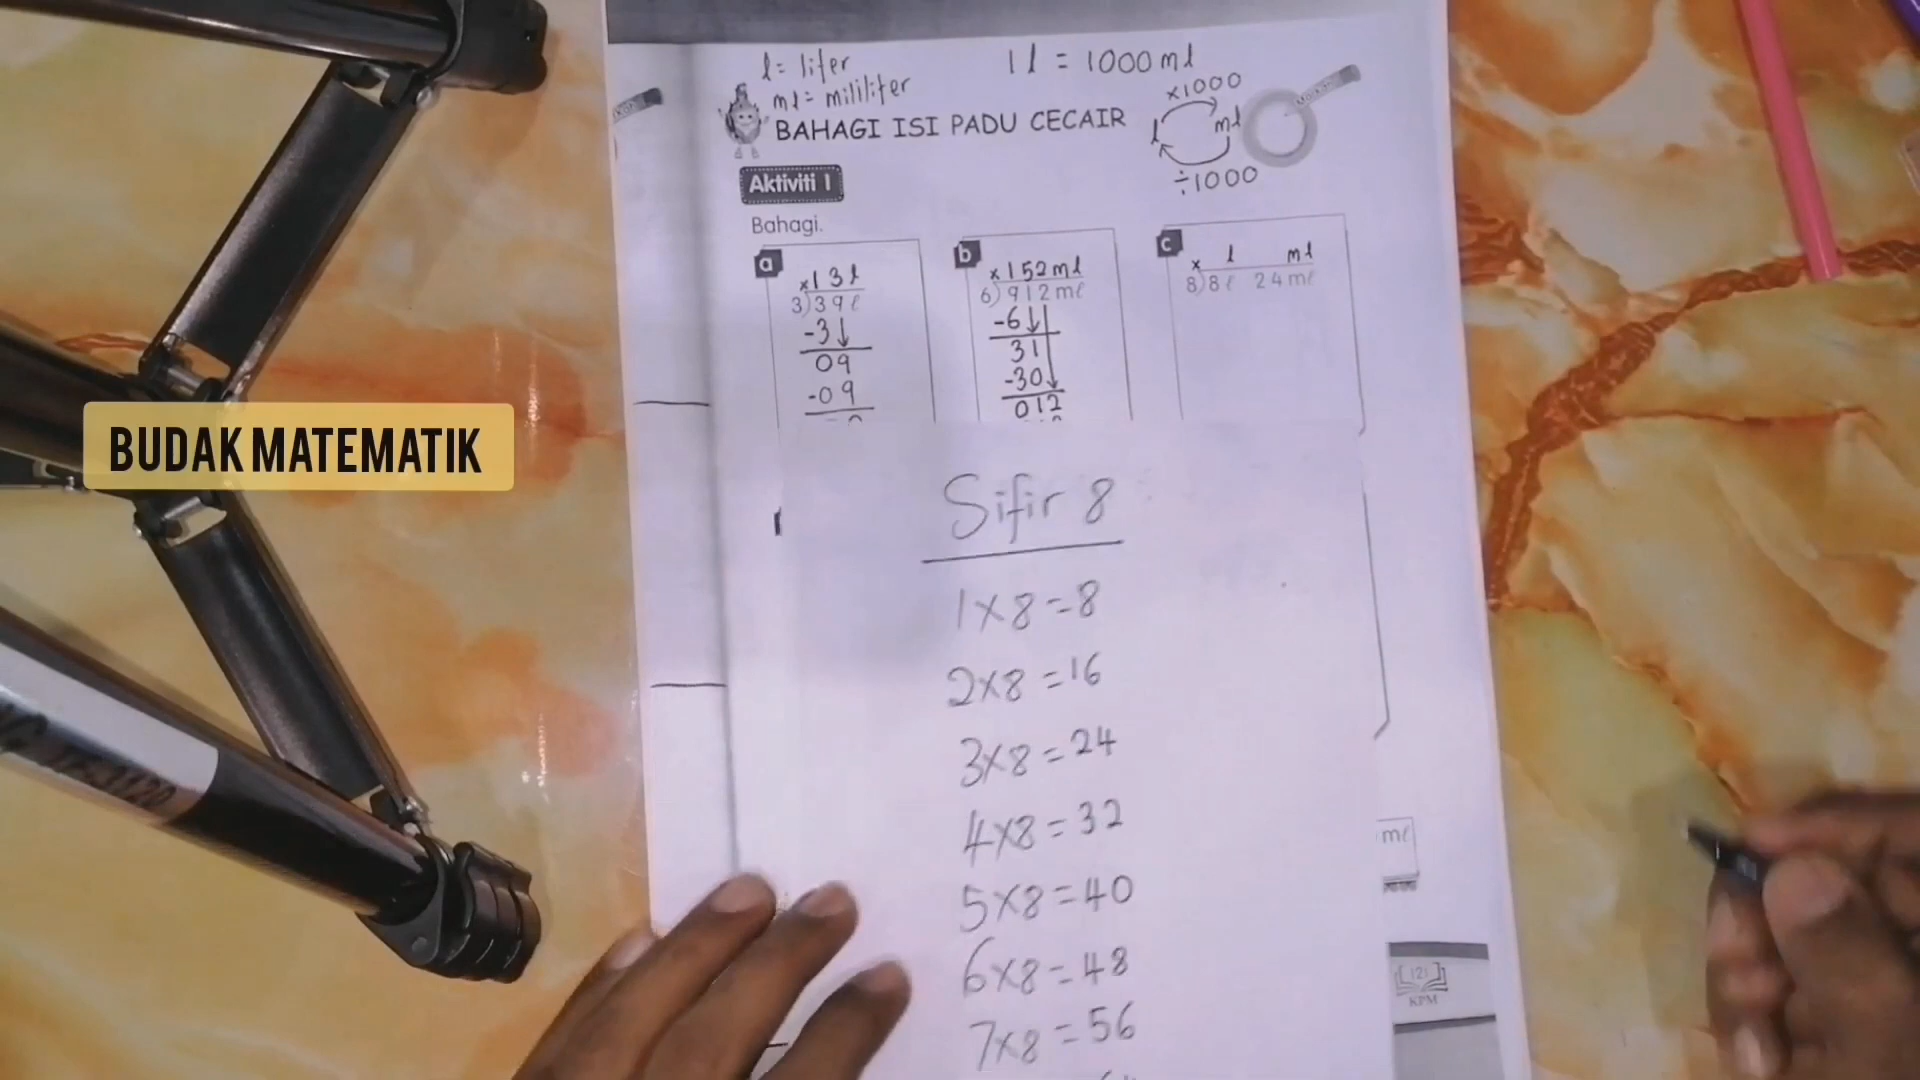 l = liter
1 l = 1000 ml
ml = mililiter
×1000
BAHAGI ISI PADU CECAIR
l ml
÷1000
Aktiviti 1
Bahagi.
a
×13 l
3)39 ℓ
-3↓
09
-09
b
×152 ml
6)912 mℓ
-6↓
31
-30↓
012
c
× l ml
8)8 ℓ 24 mℓ
BUDAK MATEMATIK
Sifir 8
1×8=8
2×8=16
3×8=24
4×8=32
5×8=40
6×8=48
7×8=56
mℓ
121
KPM